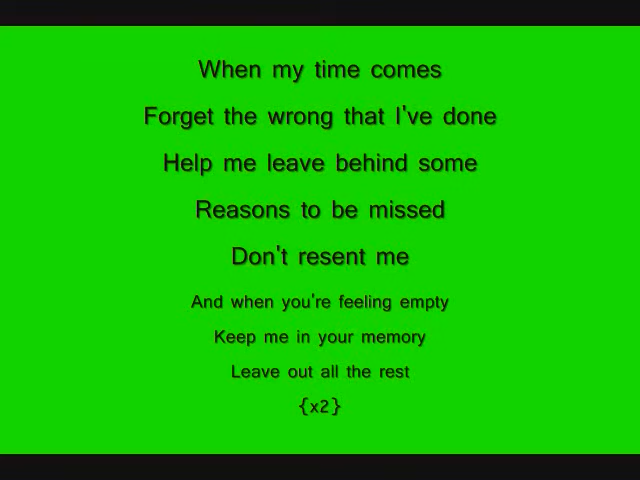 When my time comes
Forget the wrong that I've done
Help me leave behind some
Reasons to be missed
Don't resent me
And when you're feeling empty
Keep me in your memory
Leave out all the rest
{x2}